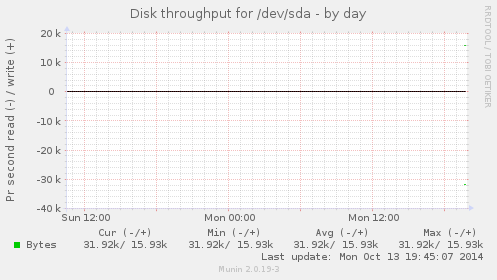 Disk throughput for /dev/sda - by day
RRDTOOL / TOBI OETIKER
Pr second read (-) / write (+)
20 k
10 k
0
-10 k
-20 k
-30 k
-40 k
Sun 12:00 Mon 00:00 Mon 12:00
Cur (-/+) Min (-/+) Avg (-/+) Max (-/+)
Bytes 31.92k/ 15.93k 31.92k/ 15.93k 31.92k/ 15.93k 31.92k/ 15.93k
Last update: Mon Oct 13 19:45:07 2014
Munin 2.0.19-3